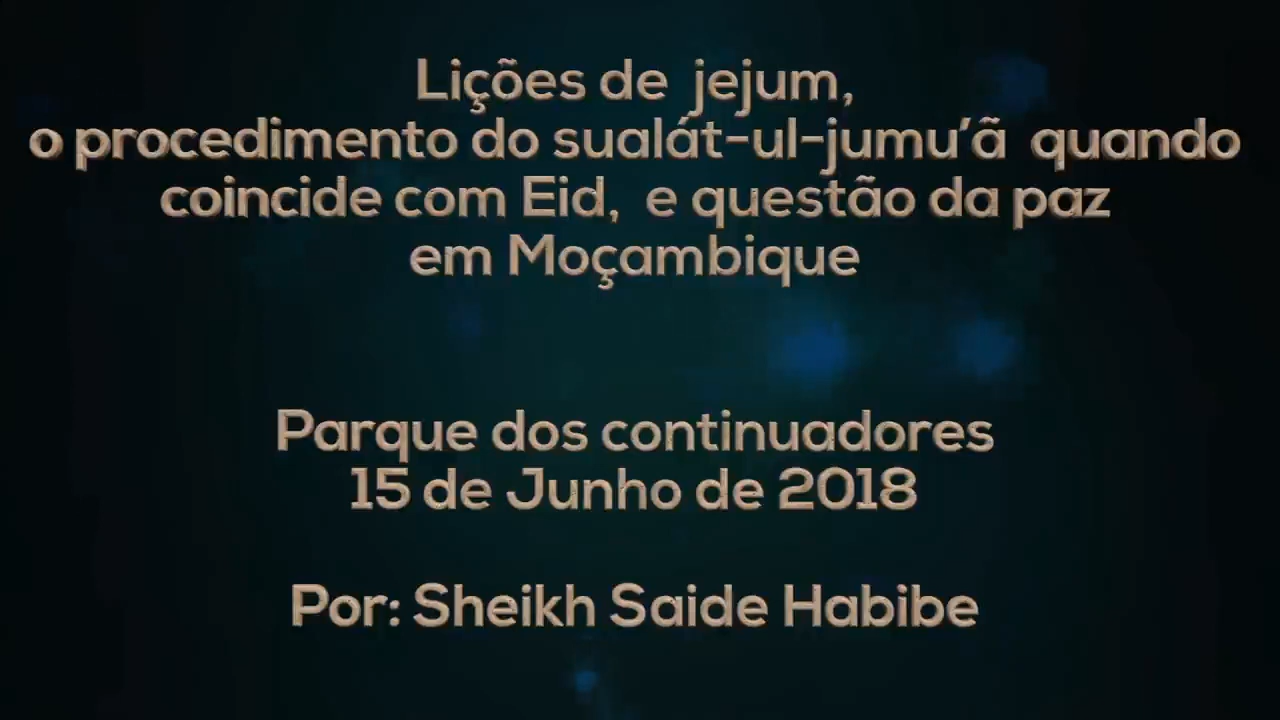 Lições de jejum,
o procedimento do sualát-ul-jumu’ã quando
coincide com Eid, e questão da paz
em Moçambique
Parque dos continuadores
15 de Junho de 2018
Por: Sheikh Saide Habibe